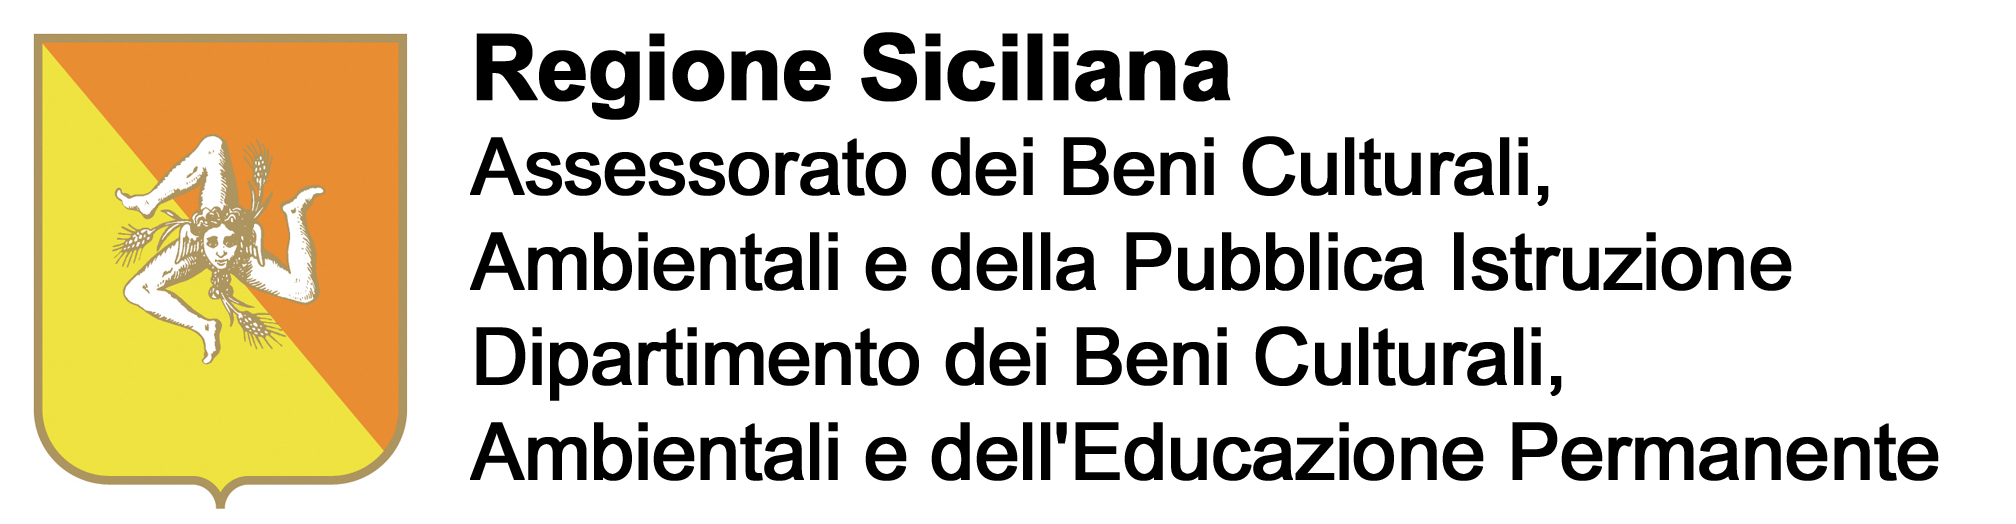 Regione Siciliana
Assessorato dei Beni Culturali,
Ambientali e della Pubblica Istruzione
Dipartimento dei Beni Culturali,
Ambientali e dell'Educazione Permanente